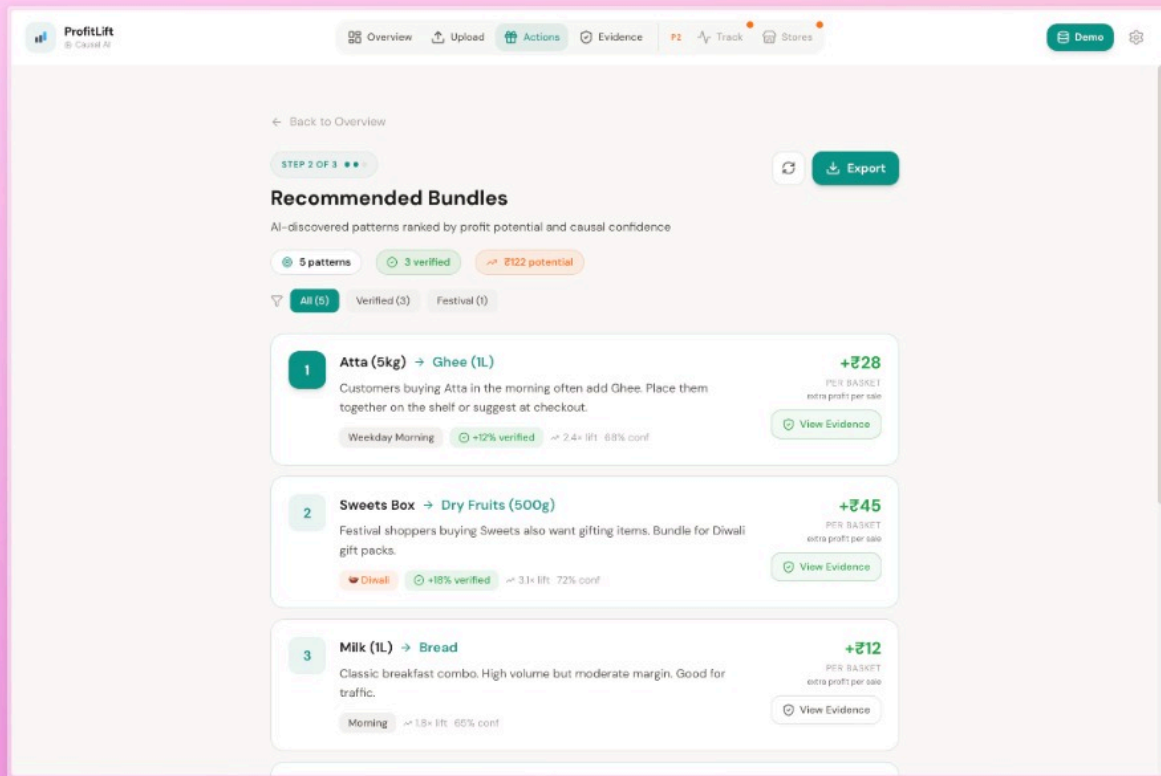 ProfitLift
Causal AI
Overview
Upload
Actions
Evidence
P2
Track
Stores
Demo
← Back to Overview
STEP 2 OF 3
Export
Recommended Bundles
AI-discovered patterns ranked by profit potential and causal confidence
5 patterns
3 verified
₹122 potential
All (5)
Verified (3)
Festival (1)
1
Atta (5kg) → Ghee (1L)
Customers buying Atta in the morning often add Ghee. Place them
together on the shelf or suggest at checkout.
Weekday Morning
+12% verified
2.4× lift
68% conf
+₹28
PER BASKET
extra profit per sale
View Evidence
2
Sweets Box → Dry Fruits (500g)
Festival shoppers buying Sweets also want gifting items. Bundle for Diwali
gift packs.
Diwali
+18% verified
3.1× lift
72% conf
+₹45
PER BASKET
extra profit per sale
View Evidence
3
Milk (1L) → Bread
Classic breakfast combo. High volume but moderate margin. Good for
traffic.
Morning
1.8× lift
65% conf
+₹12
PER BASKET
extra profit per sale
View Evidence